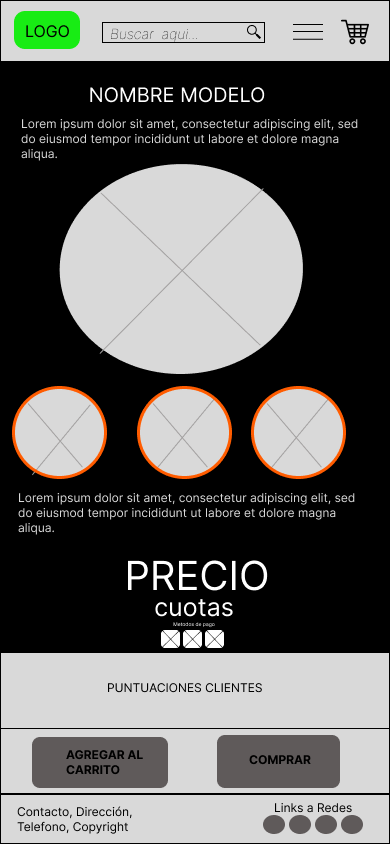 LOGO
Buscar aqui...
NOMBRE MODELO
Lorem ipsum dolor sit amet, consectetur adipiscing elit, sed
do eiusmod tempor incididunt ut labore et dolore magna
aliqua.
Lorem ipsum dolor sit amet, consectetur adipiscing elit, sed
do eiusmod tempor incididunt ut labore et dolore magna
aliqua.
PRECIO
cuotas
Metodos de pago
PUNTUACIONES CLIENTES
AGREGAR AL
CARRITO
COMPRAR
Contacto, Dirección,
Telefono, Copyright
Links a Redes